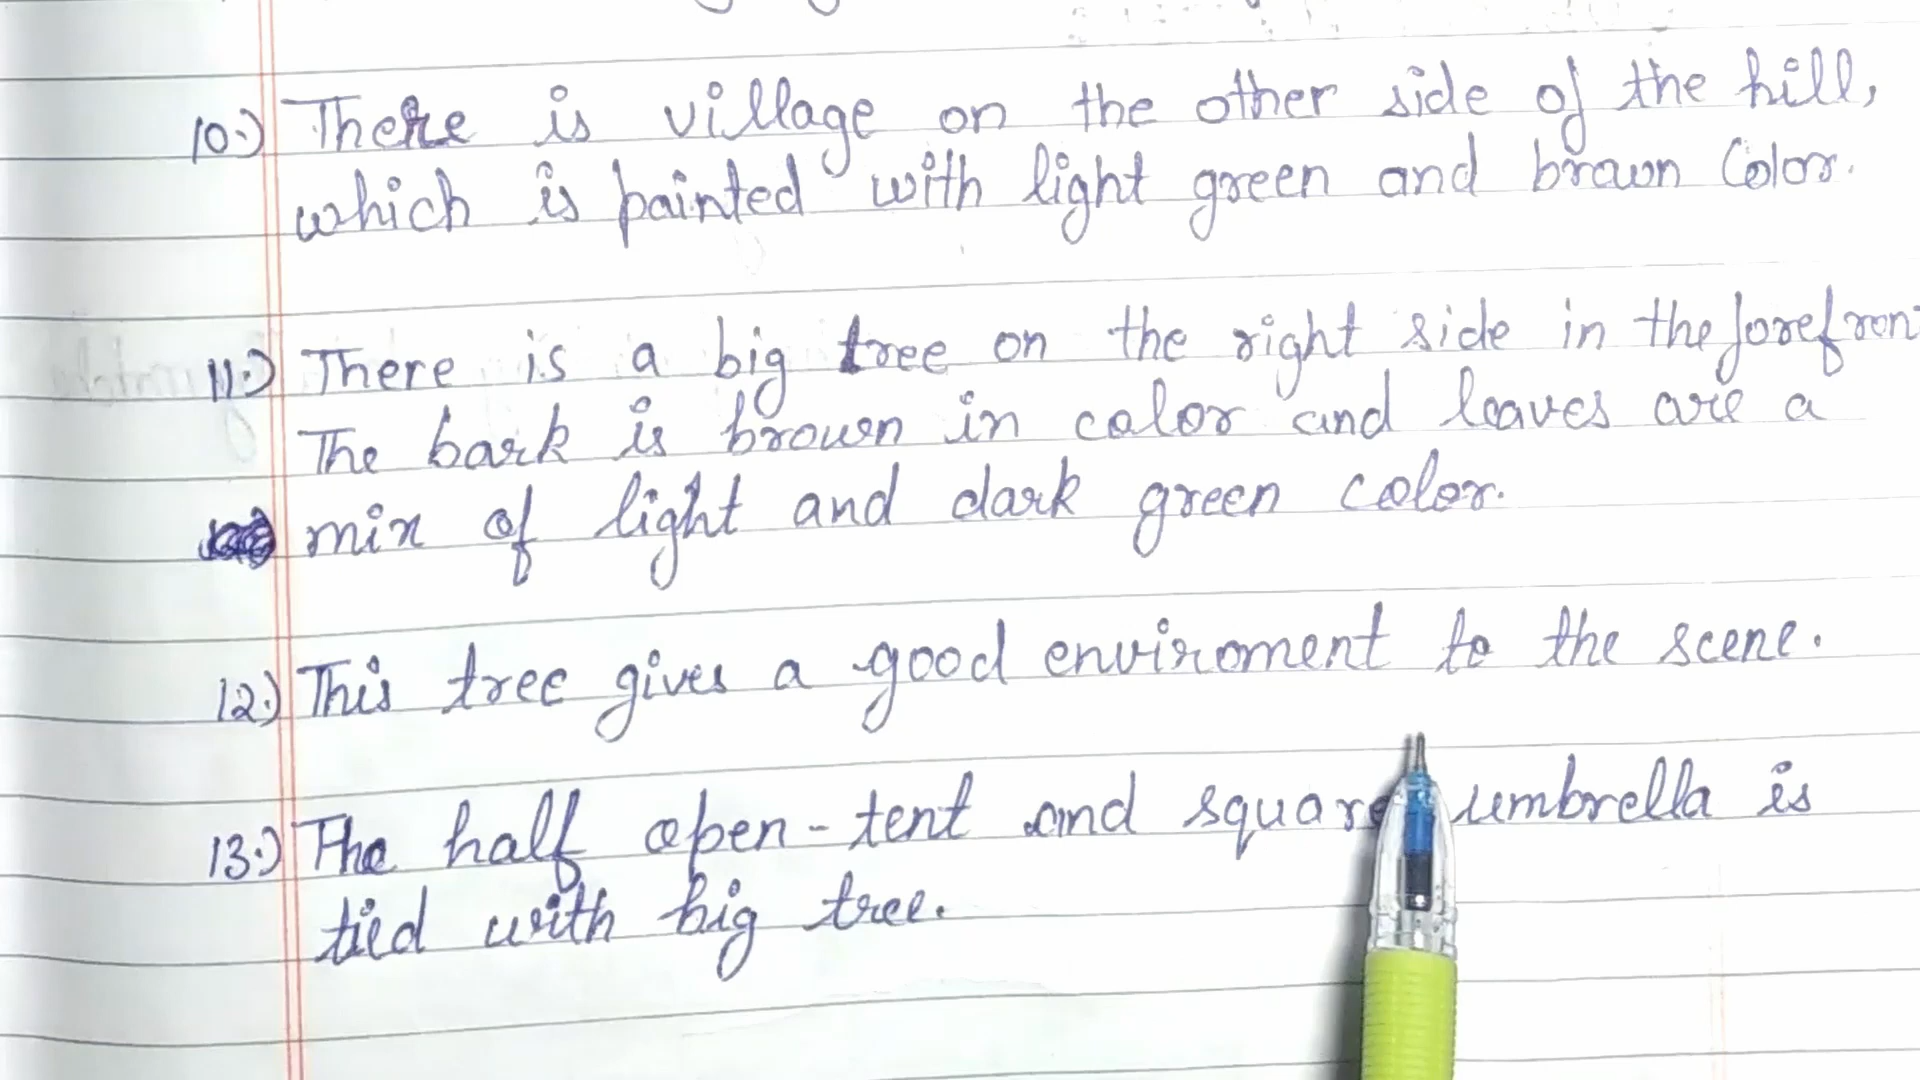 10.) There is village on the other side of the hill,
which is painted with light green and brown Color.
11.) There is a big tree on the right side in the forefron
The bark is brown in color and leaves are a
mix of light and dark green color.
12.) This tree gives a good enviroment to the scene.
13.) The half open-tent and square umbrella is
tied with big tree.